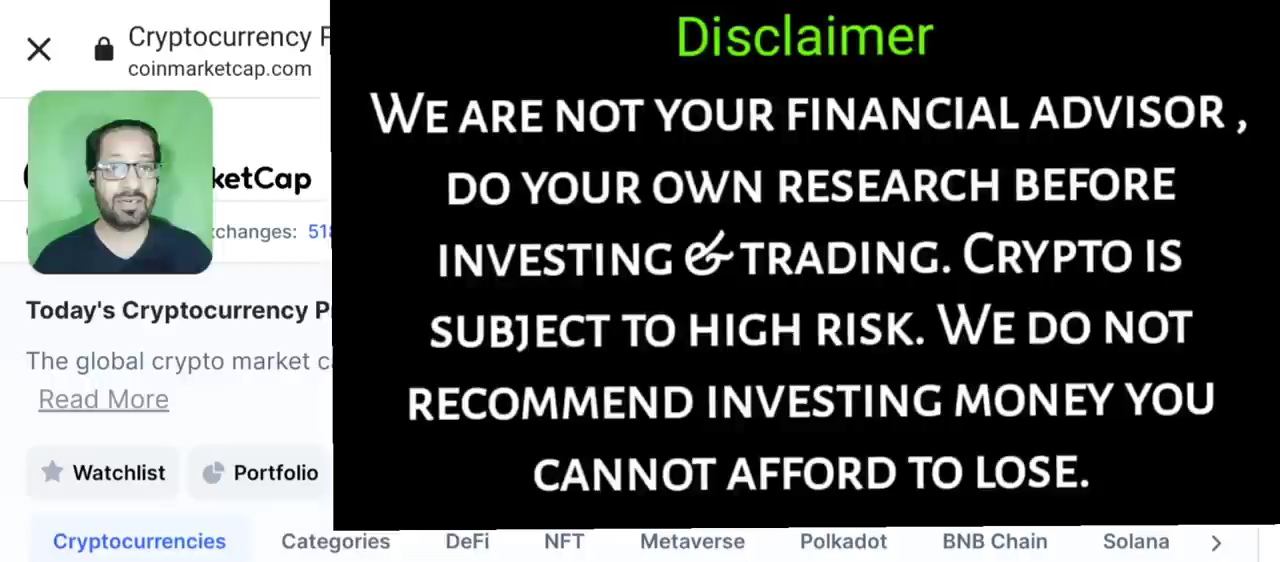 Cryptocurrency
coinmarketcap.com
ketCap
changes: 518
Today's Cryptocurrency P
The global crypto market
Read More
Watchlist
Portfolio
Disclaimer
WE ARE NOT YOUR FINANCIAL ADVISOR ,
DO YOUR OWN RESEARCH BEFORE
INVESTING & TRADING. CRYPTO IS
SUBJECT TO HIGH RISK. WE DO NOT
RECOMMEND INVESTING MONEY YOU
CANNOT AFFORD TO LOSE.
Cryptocurrencies Categories DeFi NFT Metaverse Polkadot BNB Chain Solana